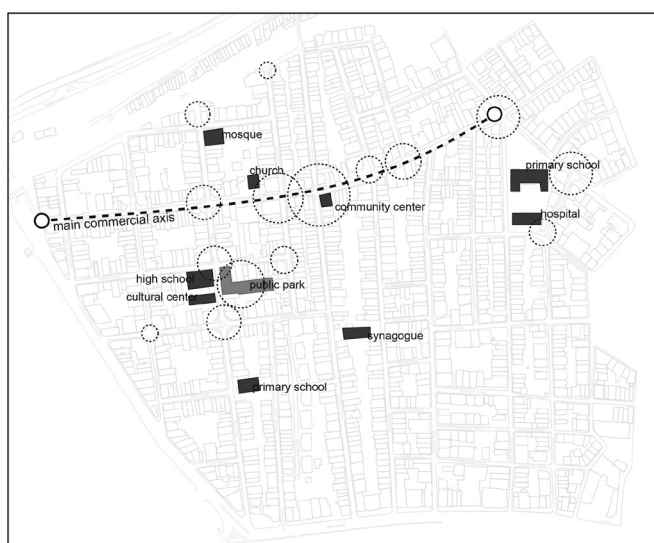 mosque
church
primary school
community center
hospital
main commercial axis
high school
public park
cultural center
synagogue
primary school